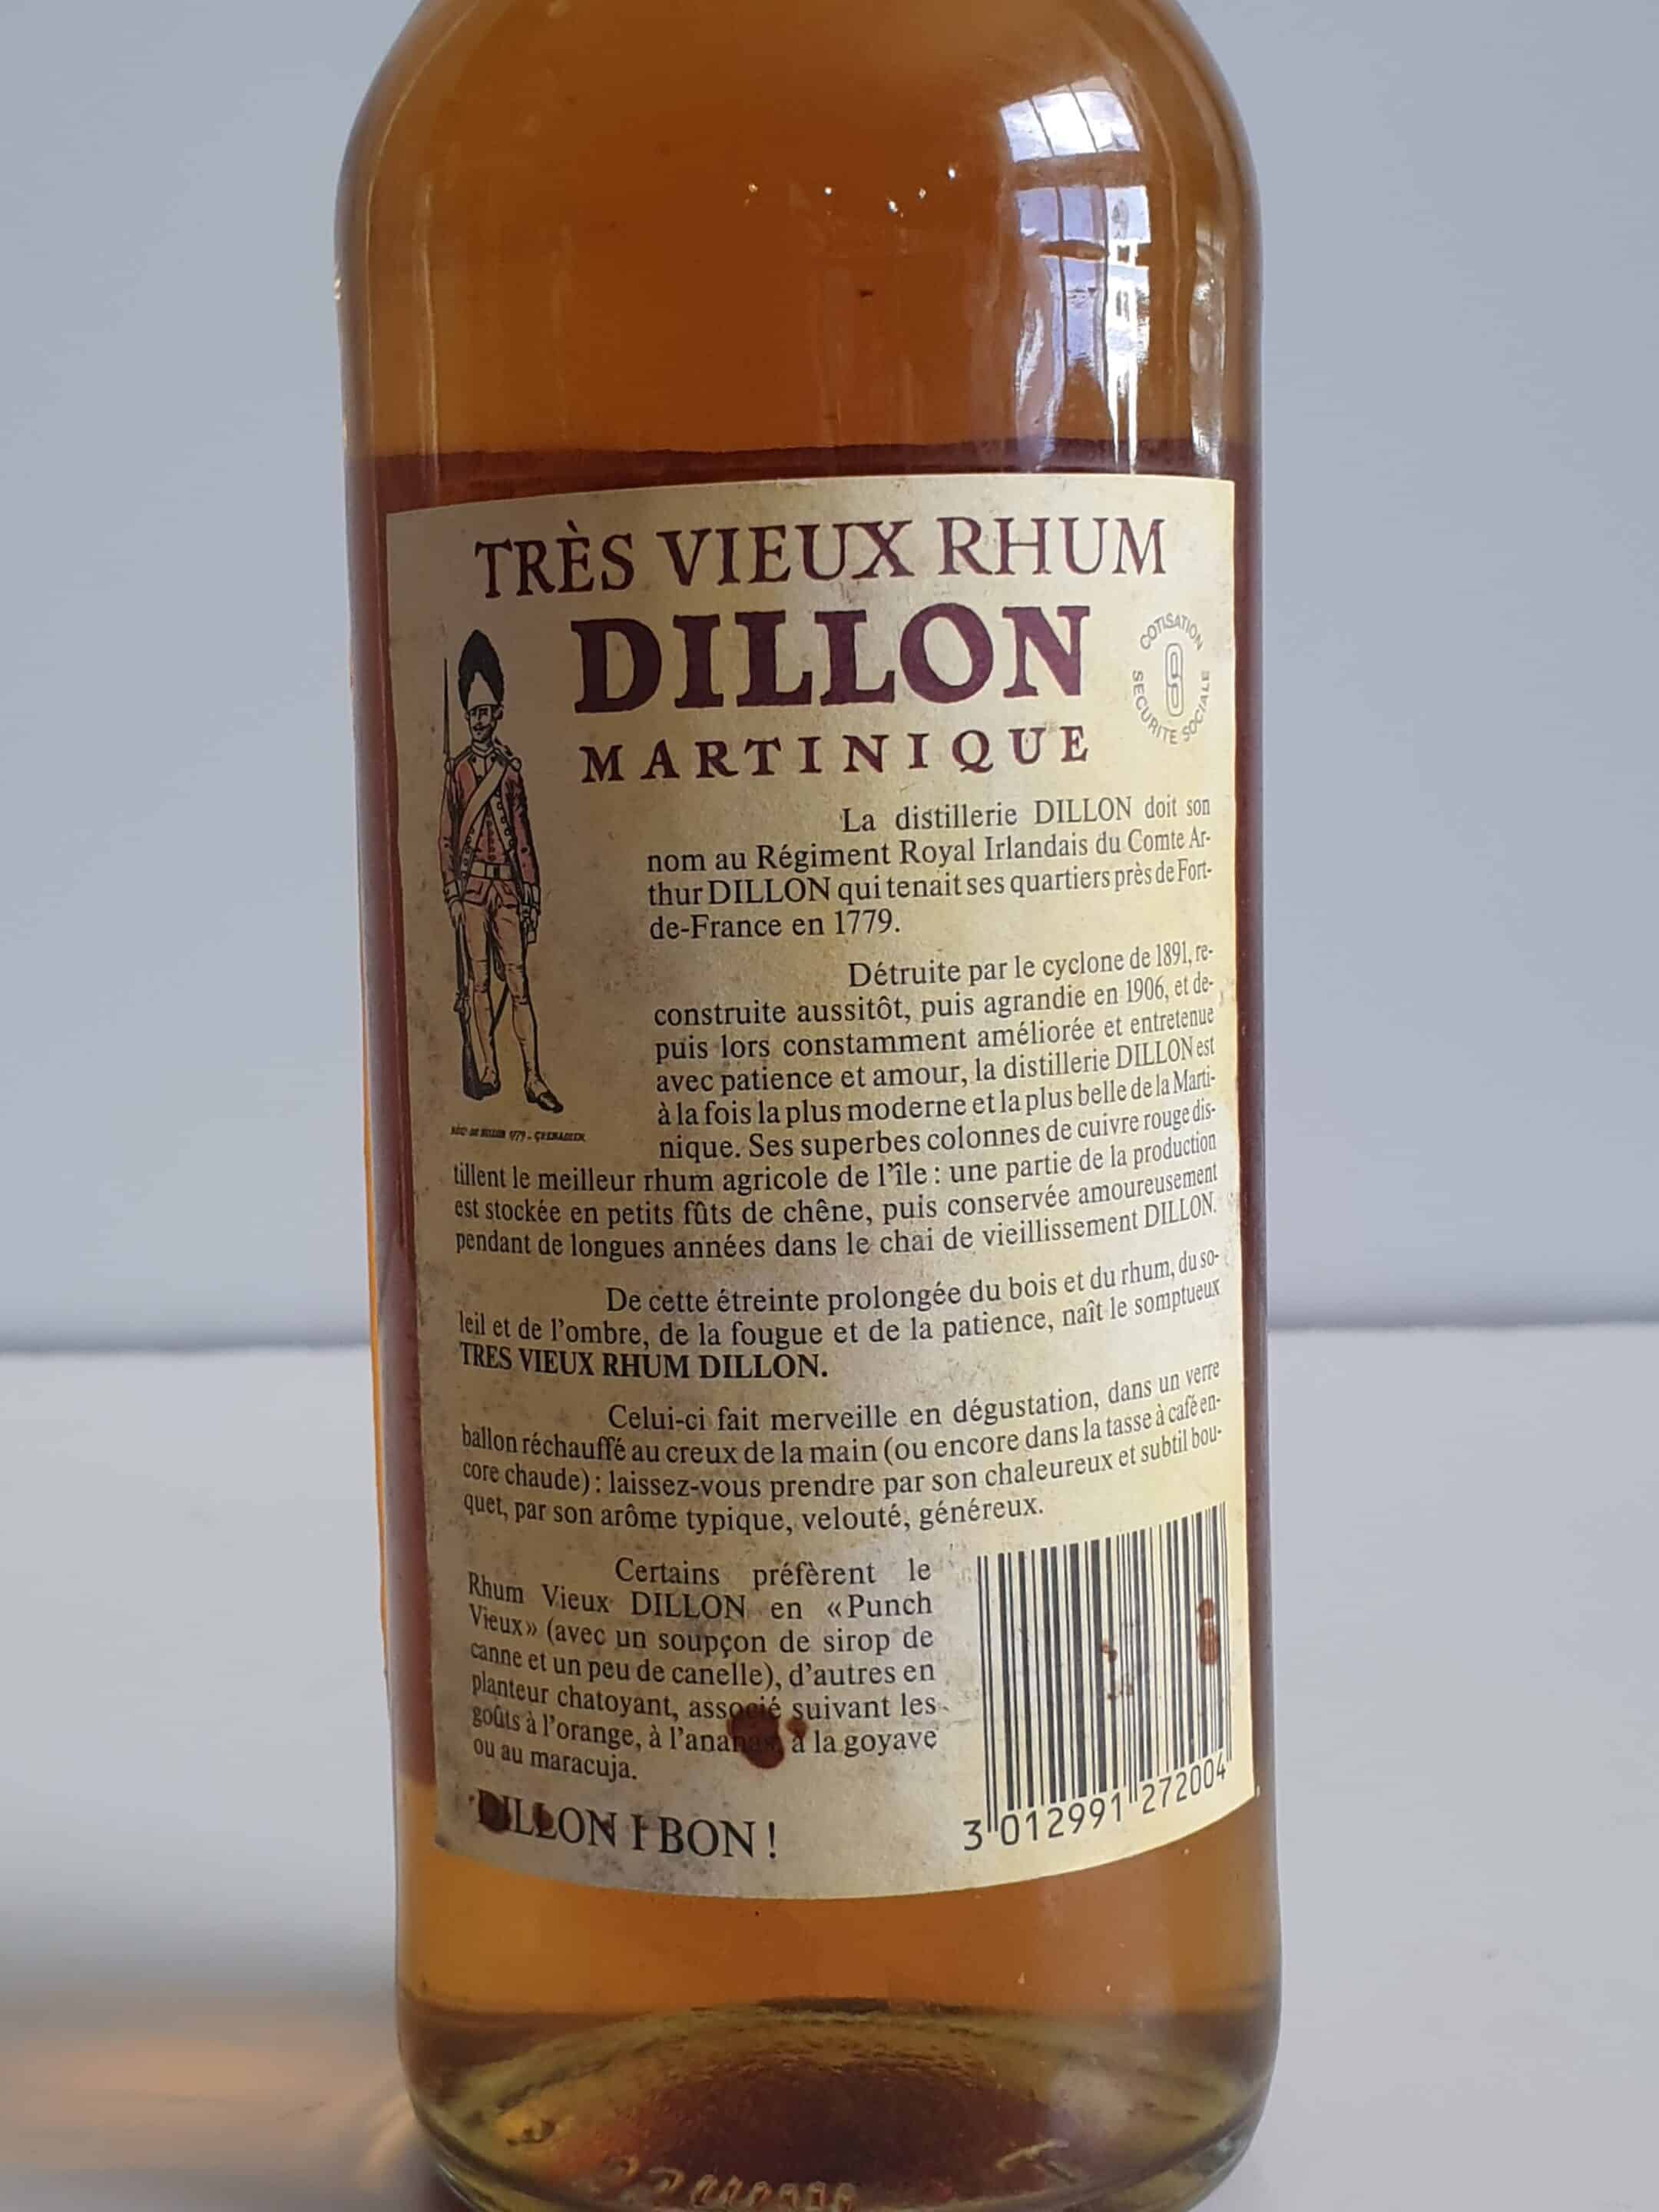 TRÈS VIEUX RHUM
DILLON
MARTINIQUE
COTISATION
SECURITE SOCIALE
La distillerie DILLON doit son
nom au Régiment Royal Irlandais du Comte Ar-
thur DILLON qui tenait ses quartiers près de Fort-
de-France en 1779.
Détruite par le cyclone de 1891, re-
construite aussitôt, puis agrandie en 1906, et de-
puis lors constamment améliorée et entretenue
avec patience et amour, la distillerie DILLON est
à la fois la plus moderne et la plus belle de la Marti-
nique. Ses superbes colonnes de cuivre rouge dis-
RÉGT DE DILLON 1779 - GRENADIER.
tillent le meilleur rhum agricole de l'île : une partie de la production
est stockée en petits fûts de chêne, puis conservée amoureusement
pendant de longues années dans le chai de vieillissement DILLON.
De cette étreinte prolongée du bois et du rhum, du so-
leil et de l'ombre, de la fougue et de la patience, naît le somptueux
TRES VIEUX RHUM DILLON.
Celui-ci fait merveille en dégustation, dans un verre
ballon réchauffé au creux de la main (ou encore dans la tasse à café en-
core chaude) : laissez-vous prendre par son chaleureux et subtil bou-
quet, par son arôme typique, velouté, généreux.
Certains préfèrent le
Rhum Vieux DILLON en «Punch
Vieux» (avec un soupçon de sirop de
canne et un peu de canelle), d'autres en
planteur chatoyant, associé suivant les
goûts à l'orange, à l'ananas, à la goyave
ou au maracuja.
DILLON I BON !
3 012991 272004